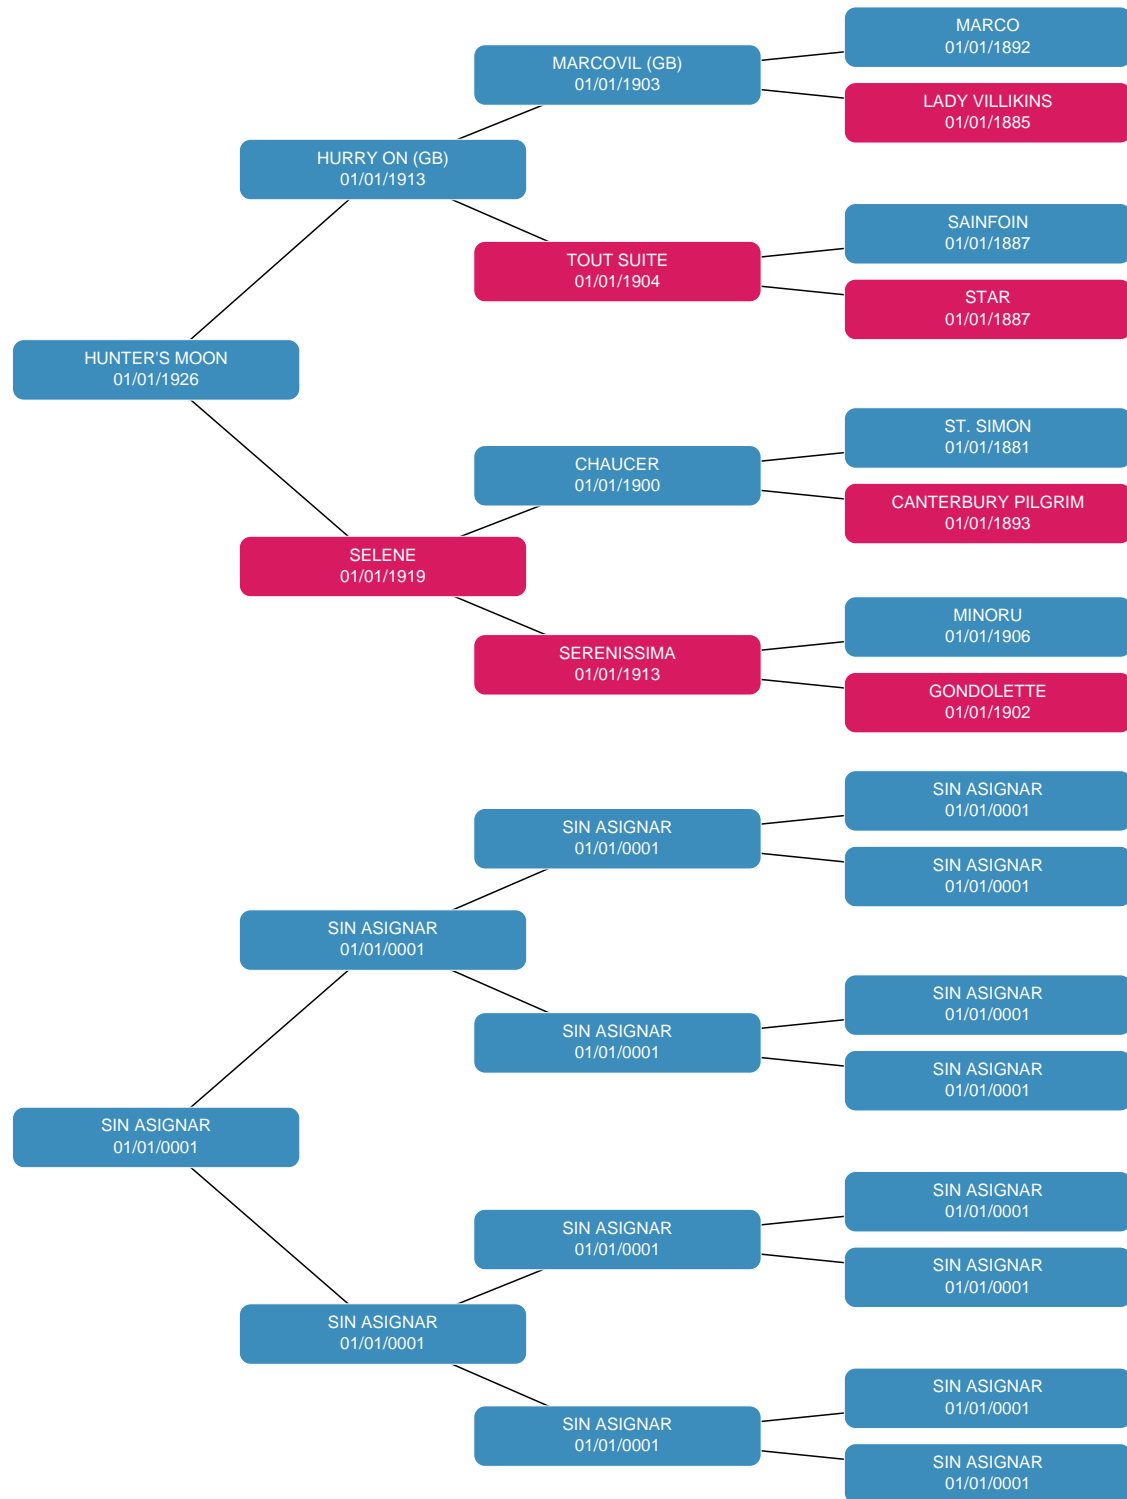 MARCO
01/01/1892
MARCOVIL (GB)
01/01/1903
LADY VILLIKINS
01/01/1885
HURRY ON (GB)
01/01/1913
SAINFOIN
01/01/1887
TOUT SUITE
01/01/1904
STAR
01/01/1887
HUNTER'S MOON
01/01/1926
ST. SIMON
01/01/1881
CHAUCER
01/01/1900
CANTERBURY PILGRIM
01/01/1893
SELENE
01/01/1919
MINORU
01/01/1906
SERENISSIMA
01/01/1913
GONDOLETTE
01/01/1902
SIN ASIGNAR
01/01/0001
SIN ASIGNAR
01/01/0001
SIN ASIGNAR
01/01/0001
SIN ASIGNAR
01/01/0001
SIN ASIGNAR
01/01/0001
SIN ASIGNAR
01/01/0001
SIN ASIGNAR
01/01/0001
SIN ASIGNAR
01/01/0001
SIN ASIGNAR
01/01/0001
SIN ASIGNAR
01/01/0001
SIN ASIGNAR
01/01/0001
SIN ASIGNAR
01/01/0001
SIN ASIGNAR
01/01/0001
SIN ASIGNAR
01/01/0001
SIN ASIGNAR
01/01/0001